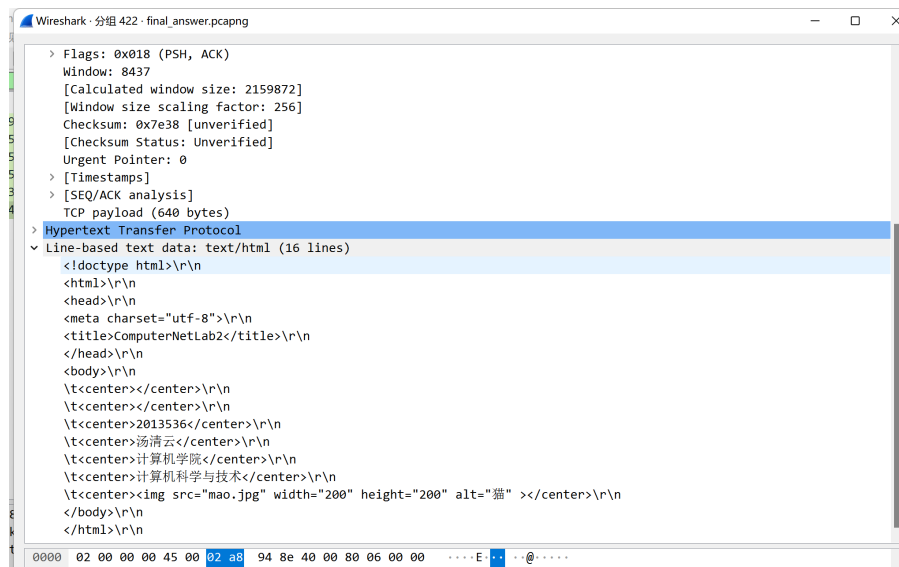 Wireshark · 分组 422 · final_answer.pcapng
Flags: 0x018 (PSH, ACK)
Window: 8437
[Calculated window size: 2159872]
[Window size scaling factor: 256]
Checksum: 0x7e38 [unverified]
[Checksum Status: Unverified]
Urgent Pointer: 0
[Timestamps]
[SEQ/ACK analysis]
TCP payload (640 bytes)
Hypertext Transfer Protocol
Line-based text data: text/html (16 lines)
<!doctype html>\r\n
<html>\r\n
<head>\r\n
<meta charset="utf-8">\r\n
<title>ComputerNetLab2</title>\r\n
</head>\r\n
<body>\r\n
\t<center></center>\r\n
\t<center></center>\r\n
\t<center>2013536</center>\r\n
\t<center>汤清云</center>\r\n
\t<center>计算机学院</center>\r\n
\t<center>计算机科学与技术</center>\r\n
\t<center><img src="mao.jpg" width="200" height="200" alt="猫" ></center>\r\n
</body>\r\n
</html>\r\n
0000 02 00 00 00 45 00 02 a8 94 8e 40 00 80 06 00 00 ····E··· ··@·····